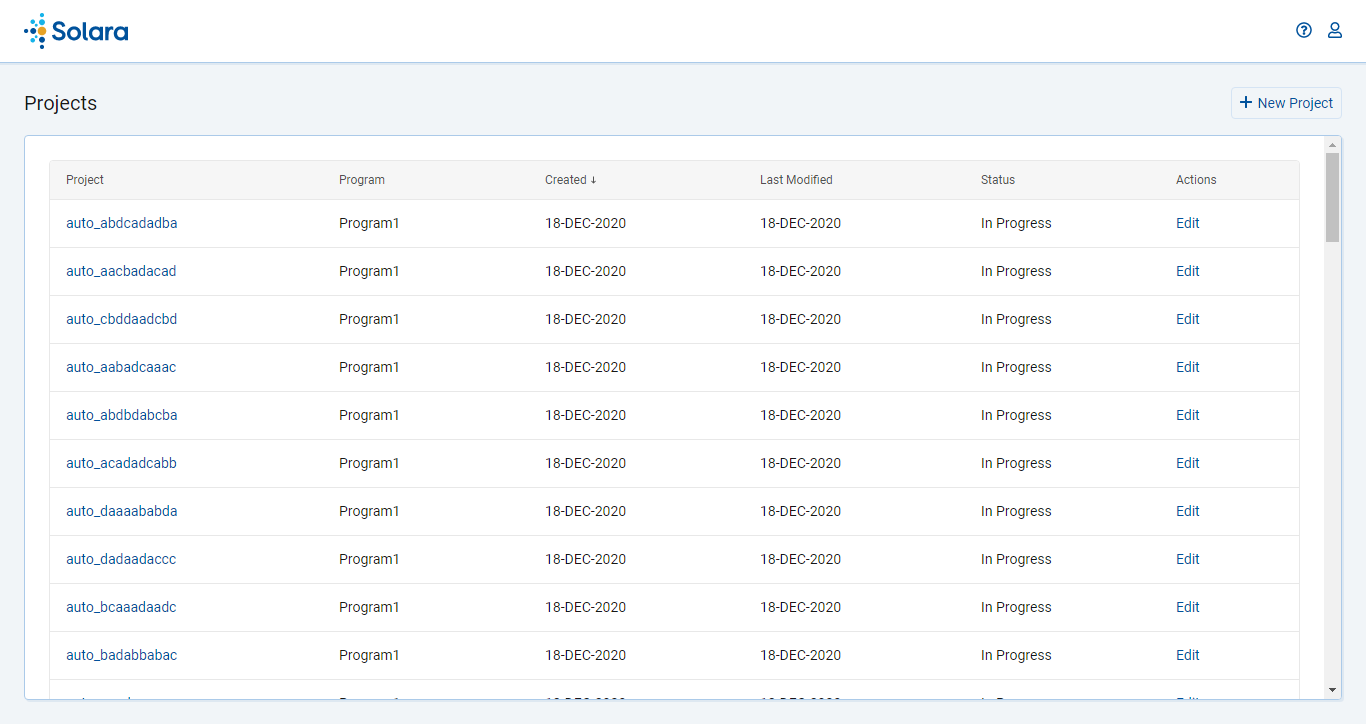 Solara
Projects
New Project
Project Program Created ↓ Last Modified Status Actions
auto_abdcadadba Program1 18-DEC-2020 18-DEC-2020 In Progress Edit
auto_aacbadacad Program1 18-DEC-2020 18-DEC-2020 In Progress Edit
auto_cbddaadcbd Program1 18-DEC-2020 18-DEC-2020 In Progress Edit
auto_aabadcaaac Program1 18-DEC-2020 18-DEC-2020 In Progress Edit
auto_abdbdabcba Program1 18-DEC-2020 18-DEC-2020 In Progress Edit
auto_acadadcabb Program1 18-DEC-2020 18-DEC-2020 In Progress Edit
auto_daaaababda Program1 18-DEC-2020 18-DEC-2020 In Progress Edit
auto_dadaadaccc Program1 18-DEC-2020 18-DEC-2020 In Progress Edit
auto_bcaaadaadc Program1 18-DEC-2020 18-DEC-2020 In Progress Edit
auto_badabbabac Program1 18-DEC-2020 18-DEC-2020 In Progress Edit